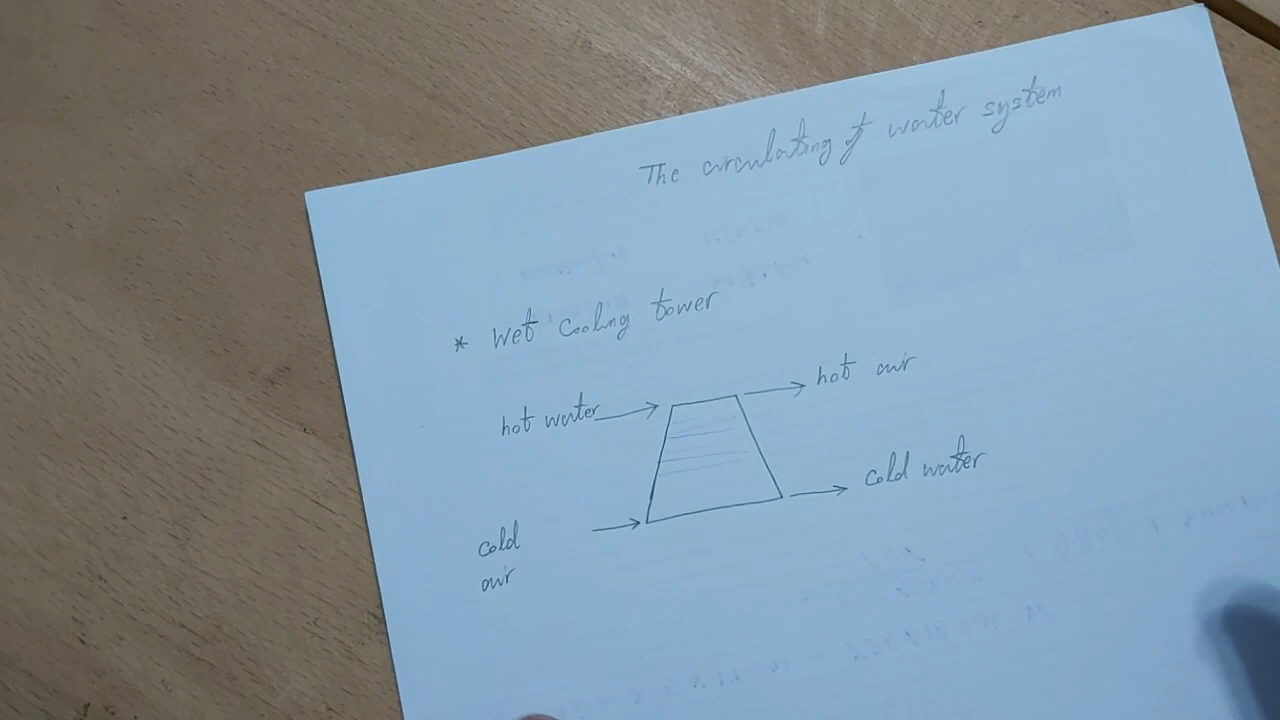 The circulating of water system
* Wet Cooling tower
hot water
hot air
cold water
cold
air